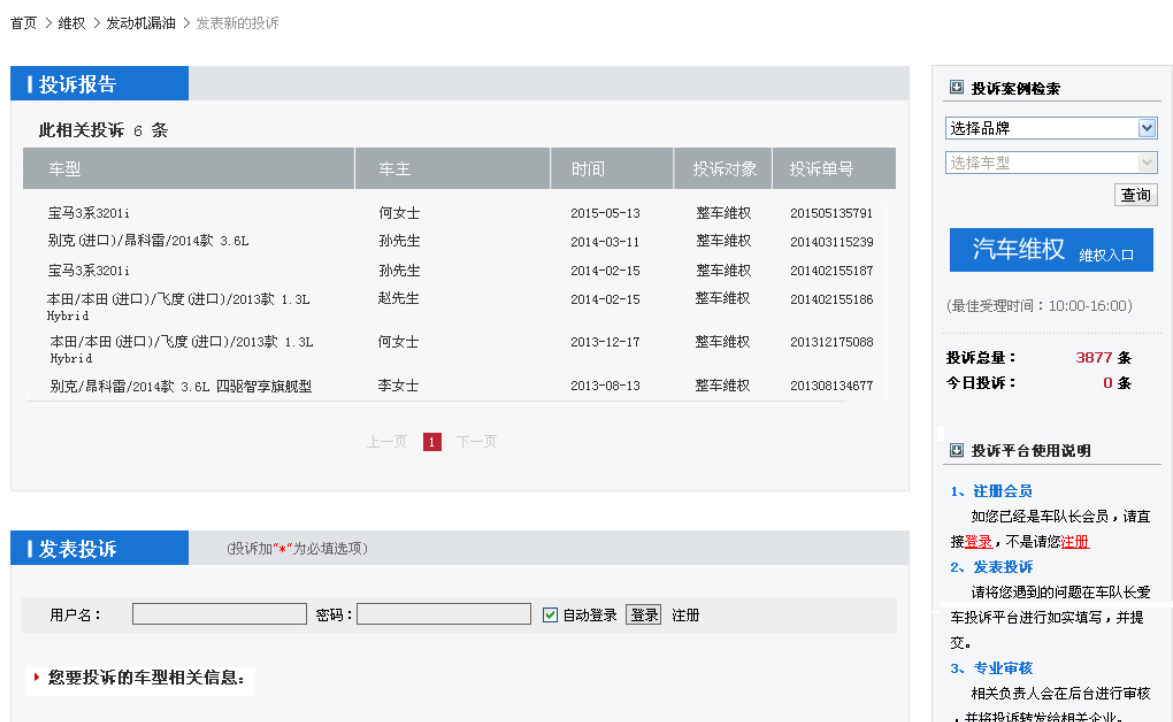 首页 > 维权 > 发动机漏油 > 发表新的投诉
投诉报告
此相关投诉 6 条
车型 车主 时间 投诉对象 投诉单号
宝马3系3201i 何女士 2015-05-13 整车维权 201505135791
别克(进口)/昂科雷/2014款 3.6L 孙先生 2014-03-11 整车维权 201403115239
宝马3系3201i 孙先生 2014-02-15 整车维权 201402155187
本田/本田(进口)/飞度(进口)/2013款 1.3L 赵先生 2014-02-15 整车维权 201402155186
Hybrid
本田/本田(进口)/飞度(进口)/2013款 1.3L 何女士 2013-12-17 整车维权 201312175088
Hybrid
别克/昂科雷/2014款 3.6L 四驱智享旗舰型 李女士 2013-08-13 整车维权 201308134677
上一页 1 下一页
发表投诉 (投诉加"*"为必填选项)
用户名: 密码: 自动登录 登录 注册
您要投诉的车型相关信息:
投诉案例检索
选择品牌
选择车型
查询
汽车维权 维权入口
(最佳受理时间:10:00-16:00)
投诉总量: 3877 条
今日投诉: 0 条
投诉平台使用说明
1、注册会员
如您已经是车队长会员,请直
接登录,不是请您注册
2、发表投诉
请将您遇到的问题在车队长爱
车投诉平台进行如实填写,并提
交。
3、专业审核
相关负责人会在后台进行审核
,并将投诉转发给相关企业。